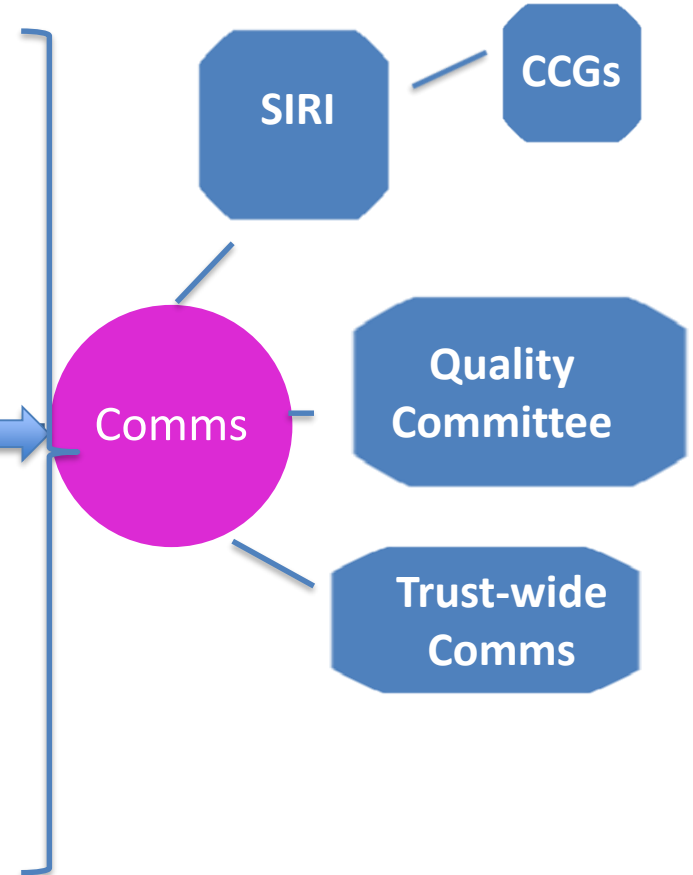 SIRI
CCGs
Comms
Quality
Committee
Trust-wide
Comms